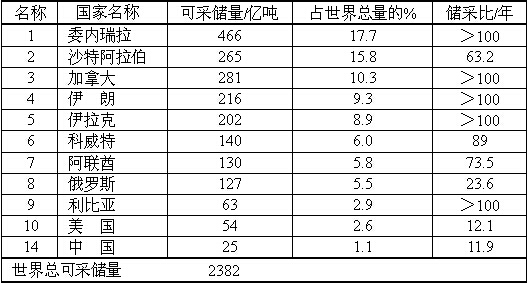 名称 国家名称 可采储量/亿吨 占世界总量的% 储采比/年
1 委内瑞拉 466 17.7 ＞100
2 沙特阿拉伯 265 15.8 63.2
3 加拿大 281 10.3 ＞100
4 伊 朗 216 9.3 ＞100
5 伊拉克 202 8.9 ＞100
6 科威特 140 6.0 89
7 阿联酋 130 5.8 73.5
8 俄罗斯 127 5.5 23.6
9 利比亚 63 2.9 ＞100
10 美 国 54 2.6 12.1
14 中 国 25 1.1 11.9
世界总可采储量 2382